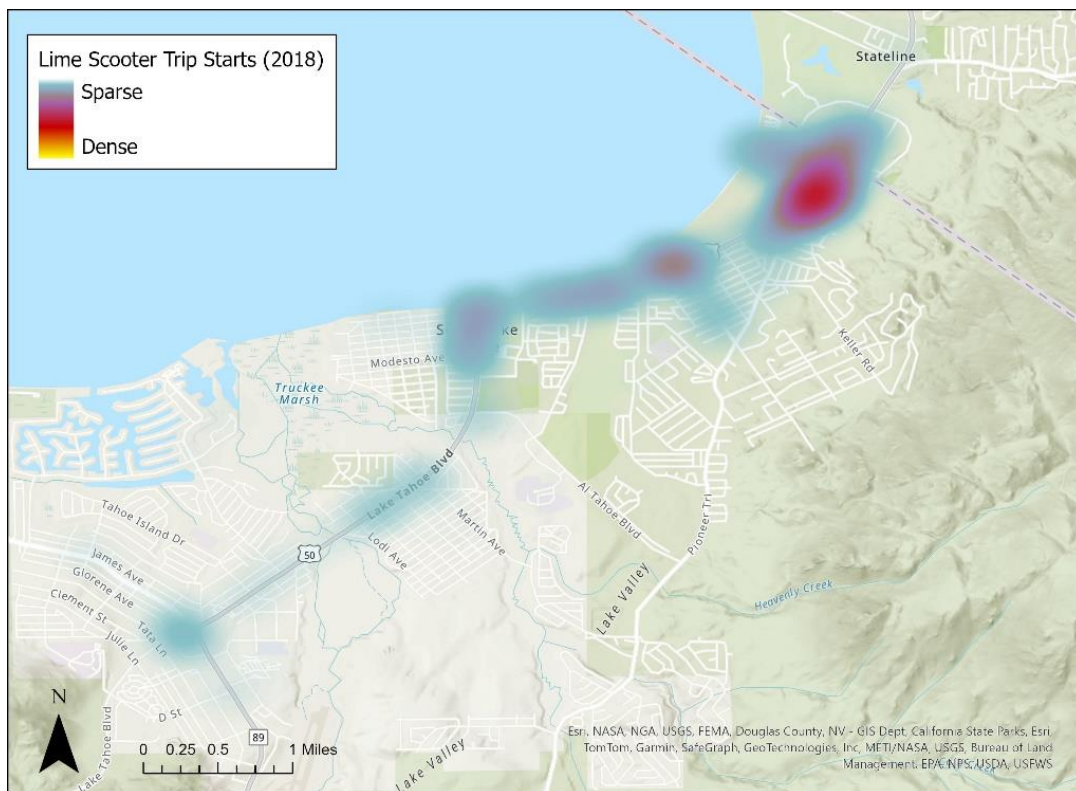 Lime Scooter Trip Starts (2018)
Sparse
Dense
Stateline
Modesto Ave
Truckee
Marsh
Keller Rd
Lake Tahoe Blvd
Al Tahoe Blvd
Pioneer Trl
Martin Ave
Tahoe Island Dr
Lodi Ave
50
James Ave
Glorene Ave
Clement St
Tata Ln
Julie Ln
Lake Valley
Heavenly Creek
D St
89
Lake Tahoe Blvd
Lake Valley
N
0 0.25 0.5 1 Miles
Esri, NASA, NGA, USGS, FEMA, Douglas County, NV - GIS Dept, California State Parks, Esri,
TomTom, Garmin, SafeGraph, GeoTechnologies, Inc, METI/NASA, USGS, Bureau of Land
Management, EPA, NPS, USDA, USFWS